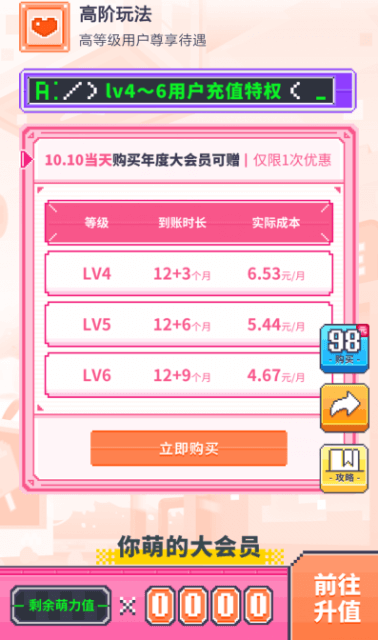 高阶玩法
高等级用户尊享待遇
A:/> lv4～6用户充值特权 < _
10.10当天购买年度大会员可赠 | 仅限1次优惠
等级 到账时长 实际成本
LV4 12+3个月 6.53元/月
LV5 12+6个月 5.44元/月
LV6 12+9个月 4.67元/月
98元
- 购买 -
- 攻略 -
立即购买
你萌的大会员
剩余萌力值 × 0000
前往
升值